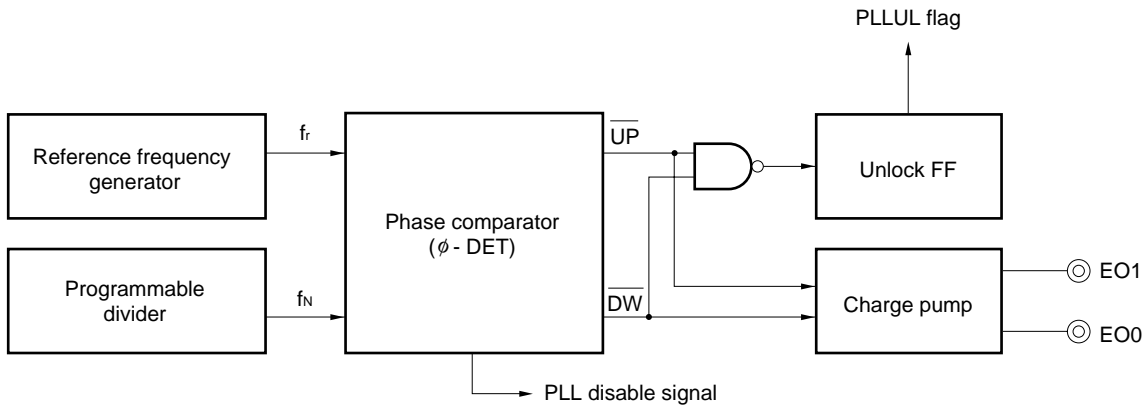 PLLUL flag
Reference frequency
generator
fr
Phase comparator
(ϕ - DET)
UP
Unlock FF
Programmable
divider
fN
DW
Charge pump
EO1
EO0
PLL disable signal